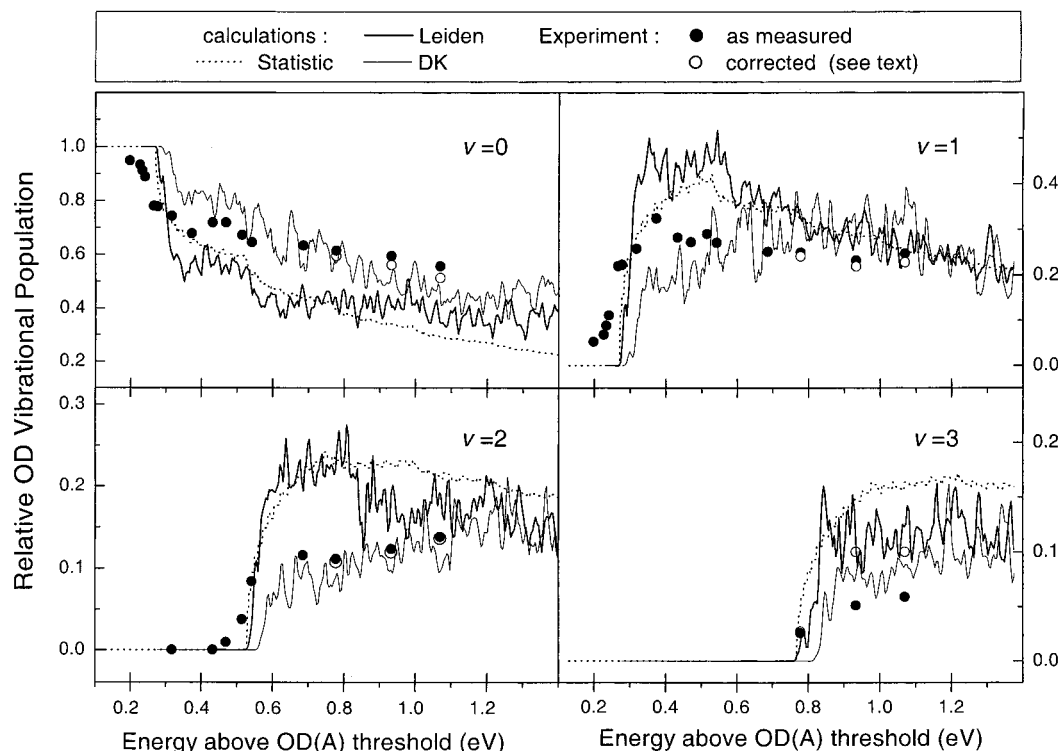 calculations : Leiden Experiment : as measured
Statistic DK corrected (see text)
Relative OD Vibrational Population
v=0
1.0
0.8
0.6
0.4
0.2
v=1
0.4
0.2
0.0
v=2
0.3
0.2
0.1
0.0
v=3
0.2
0.1
0.0
0.2 0.4 0.6 0.8 1.0 1.2
0.2 0.4 0.6 0.8 1.0 1.2
Energy above OD(A) threshold (eV)
Energy above OD(A) threshold (eV)